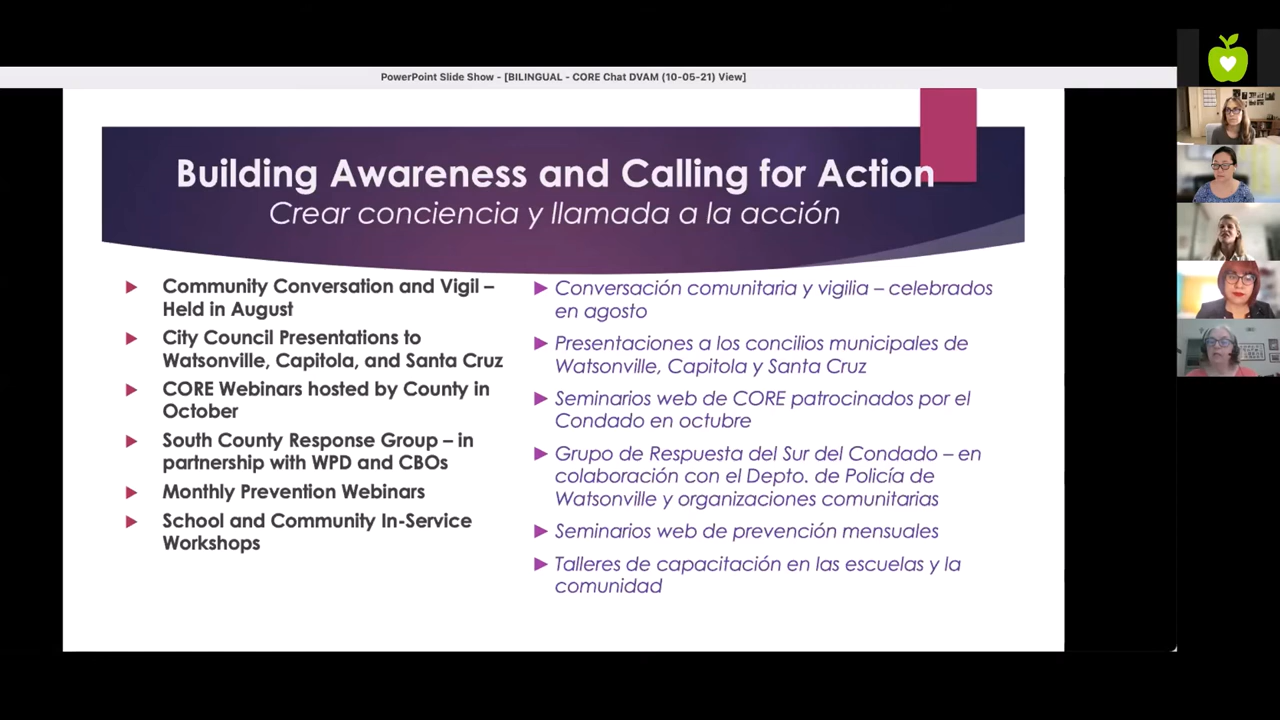 PowerPoint Slide Show - [BILINGUAL - CORE Chat DVAM (10-05-21) View]
Building Awareness and Calling for Action
Crear conciencia y llamada a la acción
Community Conversation and Vigil –
Held in August
City Council Presentations to
Watsonville, Capitola, and Santa Cruz
CORE Webinars hosted by County in
October
South County Response Group – in
partnership with WPD and CBOs
Monthly Prevention Webinars
School and Community In-Service
Workshops
Conversación comunitaria y vigilia – celebrados
en agosto
Presentaciones a los concilios municipales de
Watsonville, Capitola y Santa Cruz
Seminarios web de CORE patrocinados por el
Condado en octubre
Grupo de Respuesta del Sur del Condado – en
colaboración con el Depto. de Policía de
Watsonville y organizaciones comunitarias
Seminarios web de prevención mensuales
Talleres de capacitación en las escuelas y la
comunidad